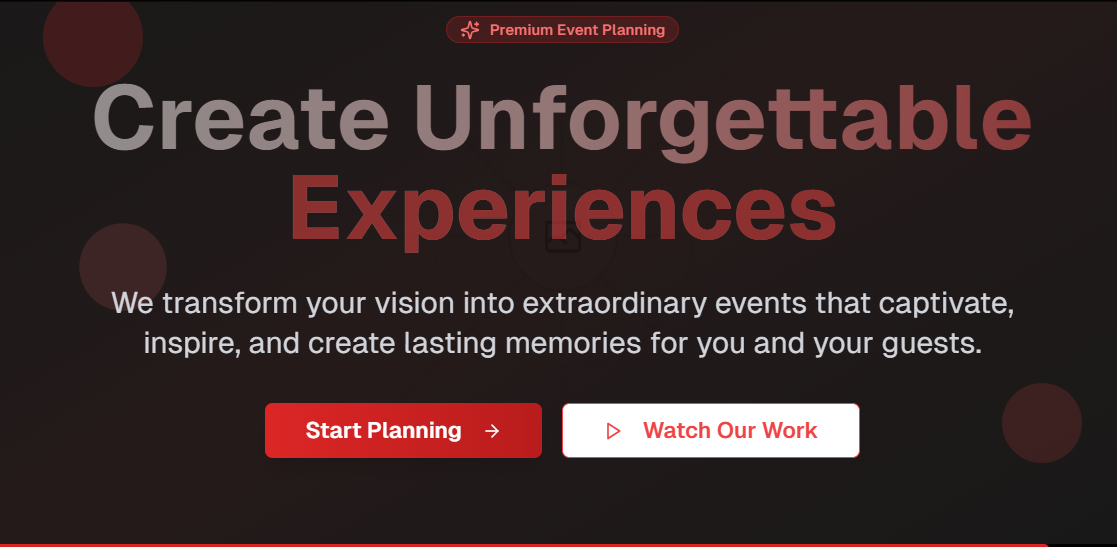 Premium Event Planning
Create Unforgettable
Experiences
We transform your vision into extraordinary events that captivate,
inspire, and create lasting memories for you and your guests.
Start Planning
Watch Our Work